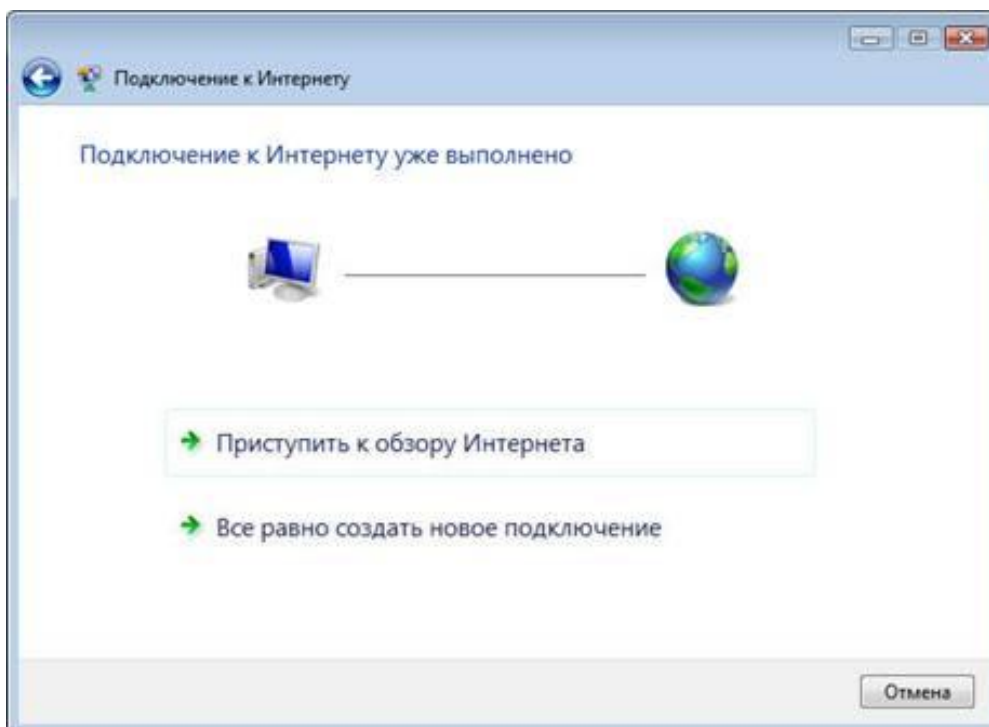 Подключение к Интернету
Подключение к Интернету уже выполнено
Приступить к обзору Интернета
Все равно создать новое подключение
Отмена